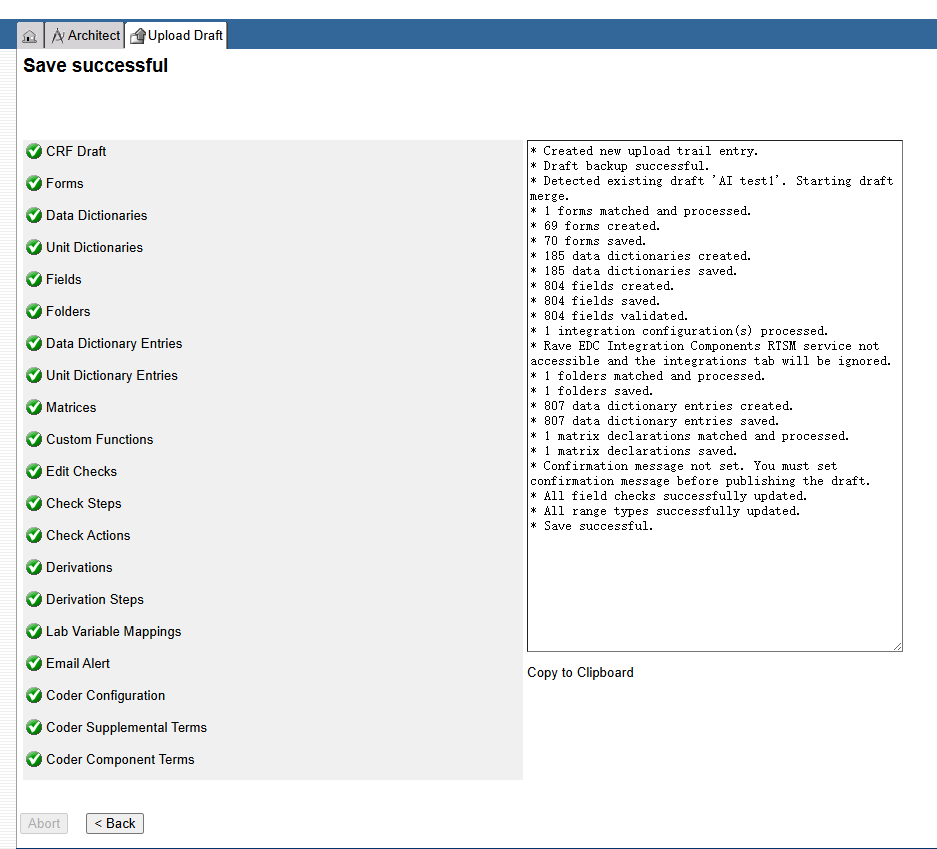 Architect
Upload Draft
Save successful
CRF Draft
Forms
Data Dictionaries
Unit Dictionaries
Fields
Folders
Data Dictionary Entries
Unit Dictionary Entries
Matrices
Custom Functions
Edit Checks
Check Steps
Check Actions
Derivations
Derivation Steps
Lab Variable Mappings
Email Alert
Coder Configuration
Coder Supplemental Terms
Coder Component Terms
* Created new upload trail entry.
* Draft backup successful.
* Detected existing draft 'AI test1'. Starting draft
merge.
* 1 forms matched and processed.
* 69 forms created.
* 70 forms saved.
* 185 data dictionaries created.
* 185 data dictionaries saved.
* 804 fields created.
* 804 fields saved.
* 804 fields validated.
* 1 integration configuration(s) processed.
* Rave EDC Integration Components RTSM service not
accessible and the integrations tab will be ignored.
* 1 folders matched and processed.
* 1 folders saved.
* 807 data dictionary entries created.
* 807 data dictionary entries saved.
* 1 matrix declarations matched and processed.
* 1 matrix declarations saved.
* Confirmation message not set. You must set
confirmation message before publishing the draft.
* All field checks successfully updated.
* All range types successfully updated.
* Save successful.
Copy to Clipboard
Abort
< Back